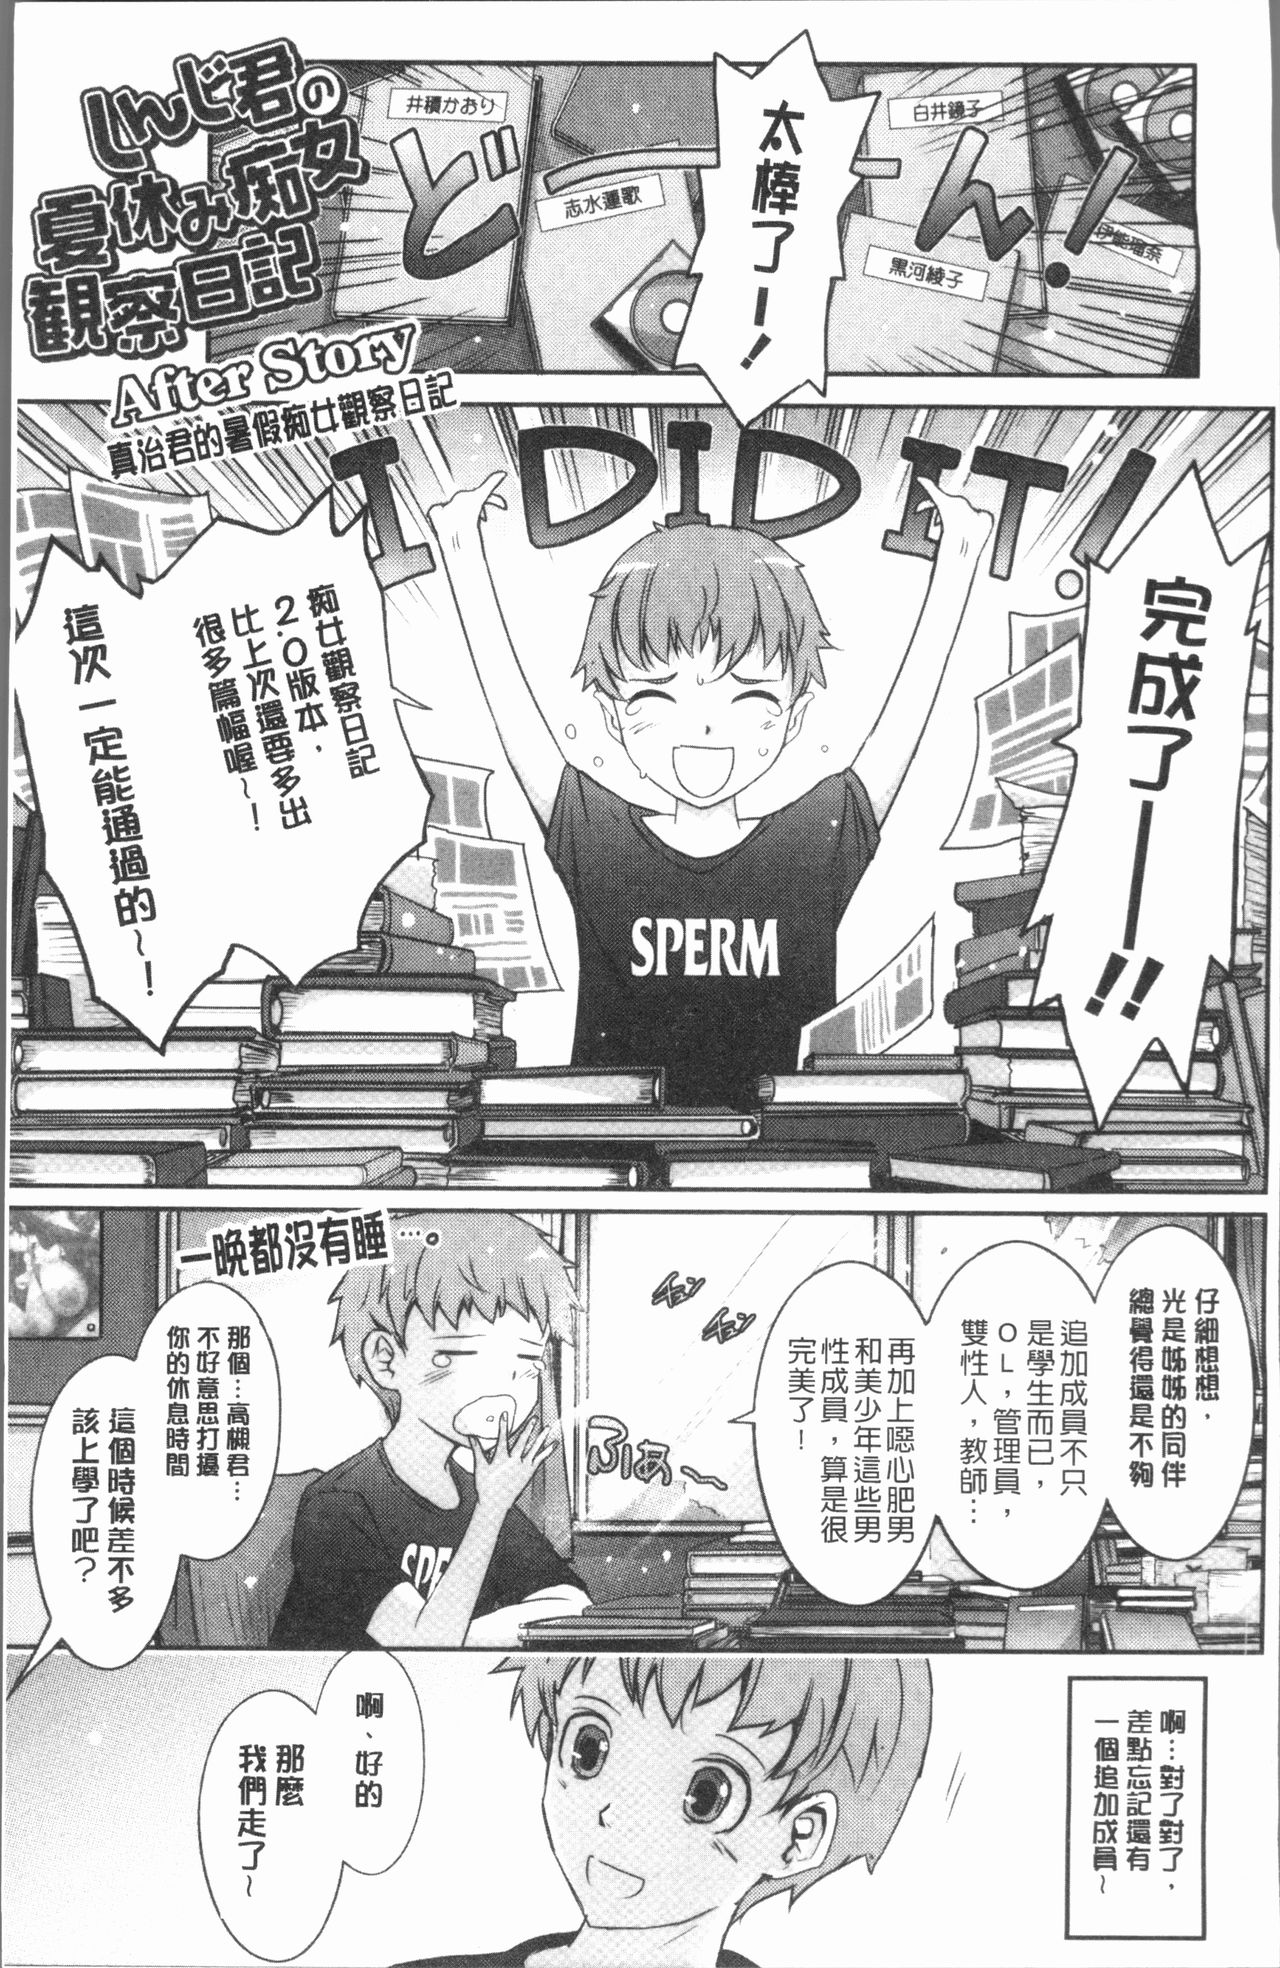 しんじ君の
夏休み痴女
観察日記
After Story
真治君的暑假痴女觀察日記
井積かおり
志水蓮歌
白井鏡子
黒河綾子
どーーん!
太棒了ー!
I DID IT!
完成了ーー!!
痴女觀察日記
2.0版本,
比上次還要多出
很多篇幅喔~!
這次一定能通過的~!
SPERM
仔細想想,
光是姊姊的同伴
總覺得還是不夠
追加成員不只
是學生而已,
OL,管理員,
雙性人,教師…
再加上噁心肥男
和美少年這些男
性成員,算是很
完美了!
チュン
チュン
ふぁ~
一晚都沒有睡…。
SPE
那個…高槻君…
不好意思打擾
你的休息時間
這個時候差不多
該上學了吧?
啊…對了對了,
差點忘記還有
一個追加成員~
啊、好的
那麼
我們走了~